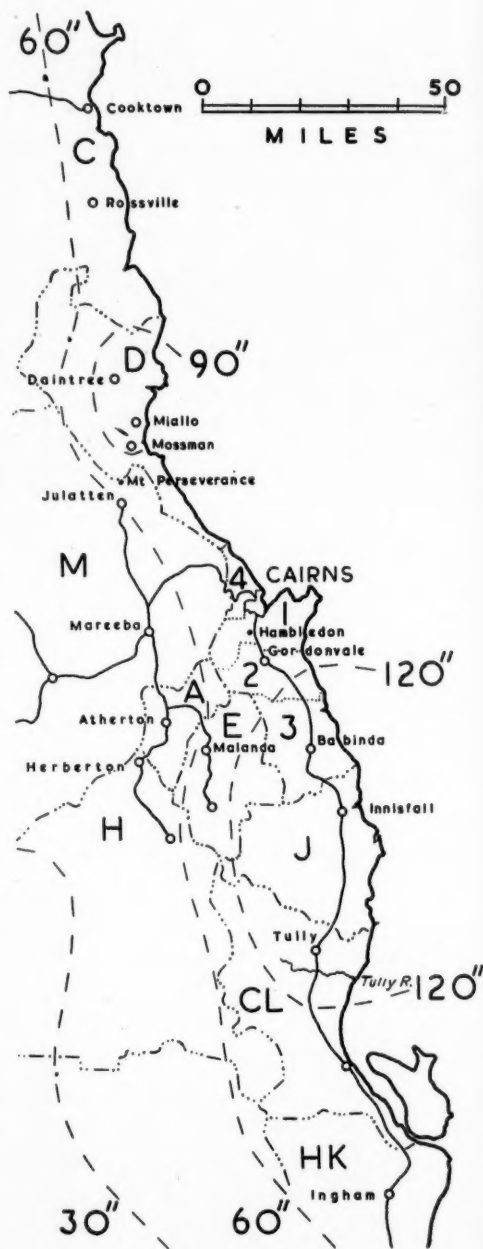 60"
0 50
MILES
Cooktown
C
Rossville
D
90"
Daintree
Miallo
Mossman
Mt Perseverance
Julatten
M
4 CAIRNS
1
Mareeba
Hambledon
Gordonvale
2
120"
A
Atherton
E
3
Malanda
Babinda
Herberton
Innisfail
H
J
Tully
Tully R.
CL
120"
HK
Ingham
30" 60"